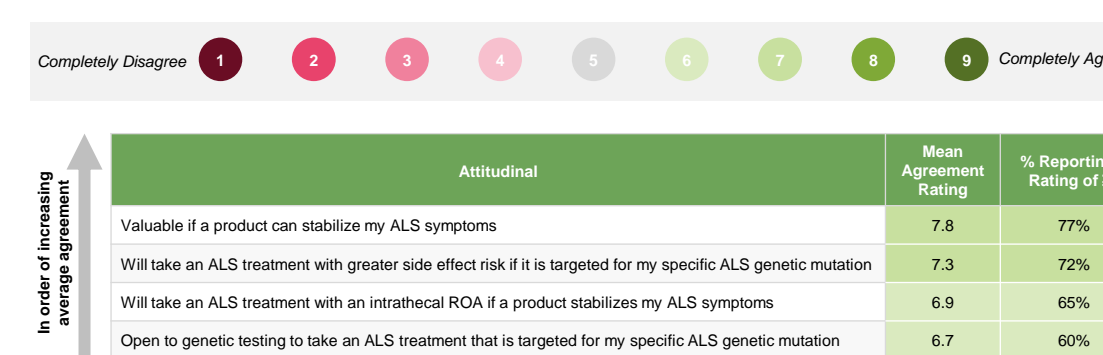 Completely Disagree 1 2 3 4 5 6 7 8 9 Completely
In order of increasing
average agreement
Attitudinal
Mean
Agreement
Rating
%
Rating of
Valuable if a product can stabilize my ALS symptoms 7.8 77%
Will take an ALS treatment with greater side effect risk if it is targeted for my specific ALS genetic mutation 7.3 72%
Will take an ALS treatment with an intrathecal ROA if a product stabilizes my ALS symptoms 6.9 65%
Open to genetic testing to take an ALS treatment that is targeted for my specific ALS genetic mutation 6.7 60%